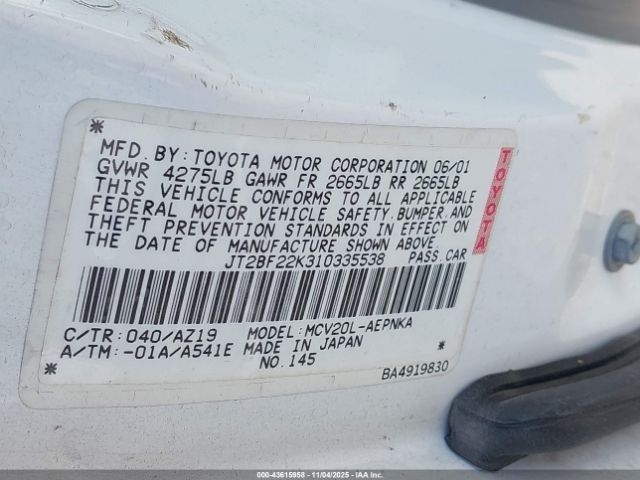 *
MFD. BY: TOYOTA MOTOR CORPORATION 06/01
GVWR 4275LB GAWR FR 2665LB RR 2665LB
THIS VEHICLE CONFORMS TO ALL APPLICABLE
FEDERAL MOTOR VEHICLE SAFETY, BUMPER, AND
THEFT PREVENTION STANDARDS IN EFFECT ON
THE DATE OF MANUFACTURE SHOWN ABOVE.
JT2BF22K310335538 PASS. CAR
C/TR: 040/AZ19 MODEL: MCV20L-AEPNKA
A/TM: -01A/A541E MADE IN JAPAN
NO. 145
BA4919830
*
*
TOYOTA
000-43615958 - 11/04/2025 - IAA Inc.